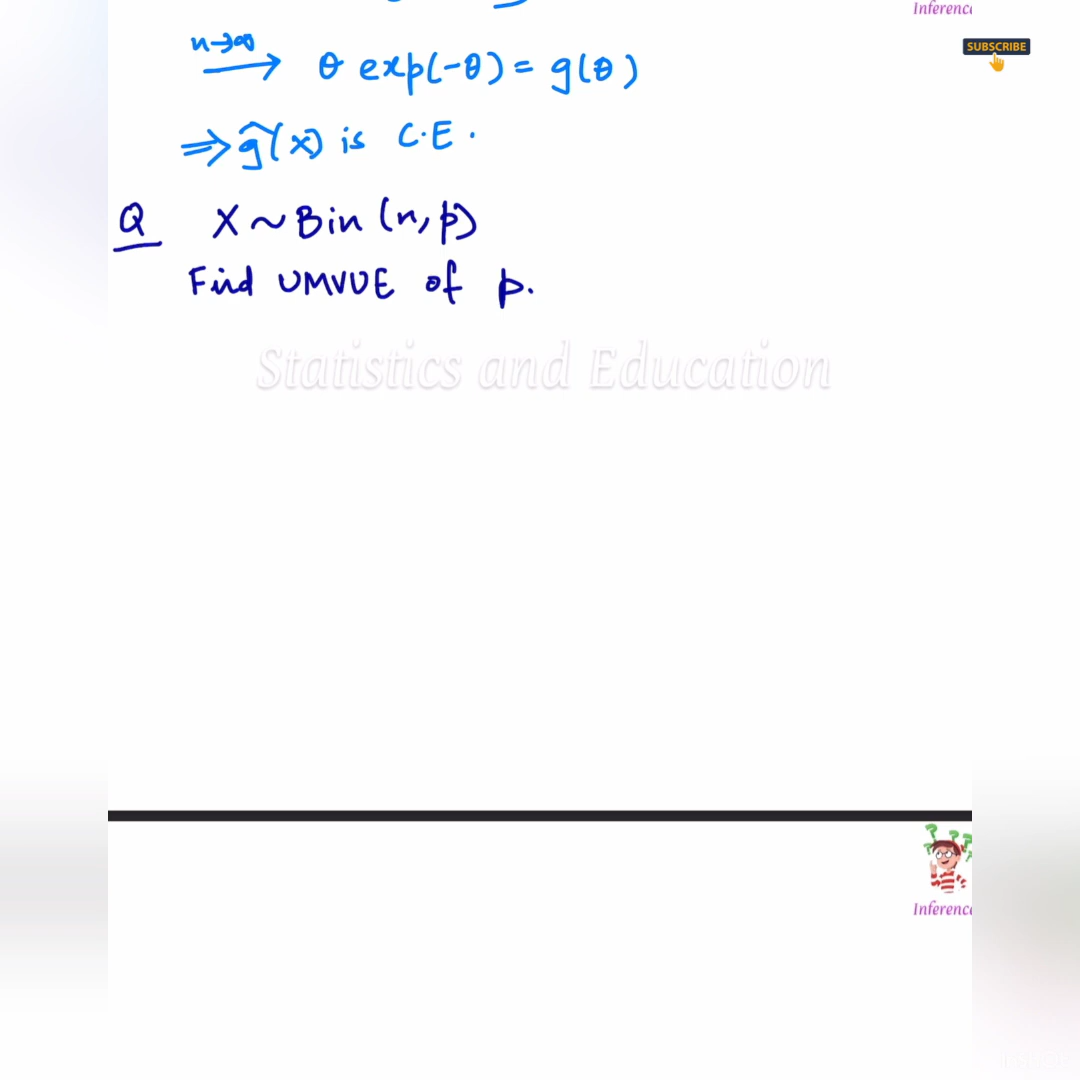 Inferenc
SUBSCRIBE
n→∞
⟶ θ exp(-θ) = g(θ)
⇒ ĝ(x) is C.E.
Q X ~ Bin (n, p)
Find UMVUE of p.
Statistics and Education
Inferenc